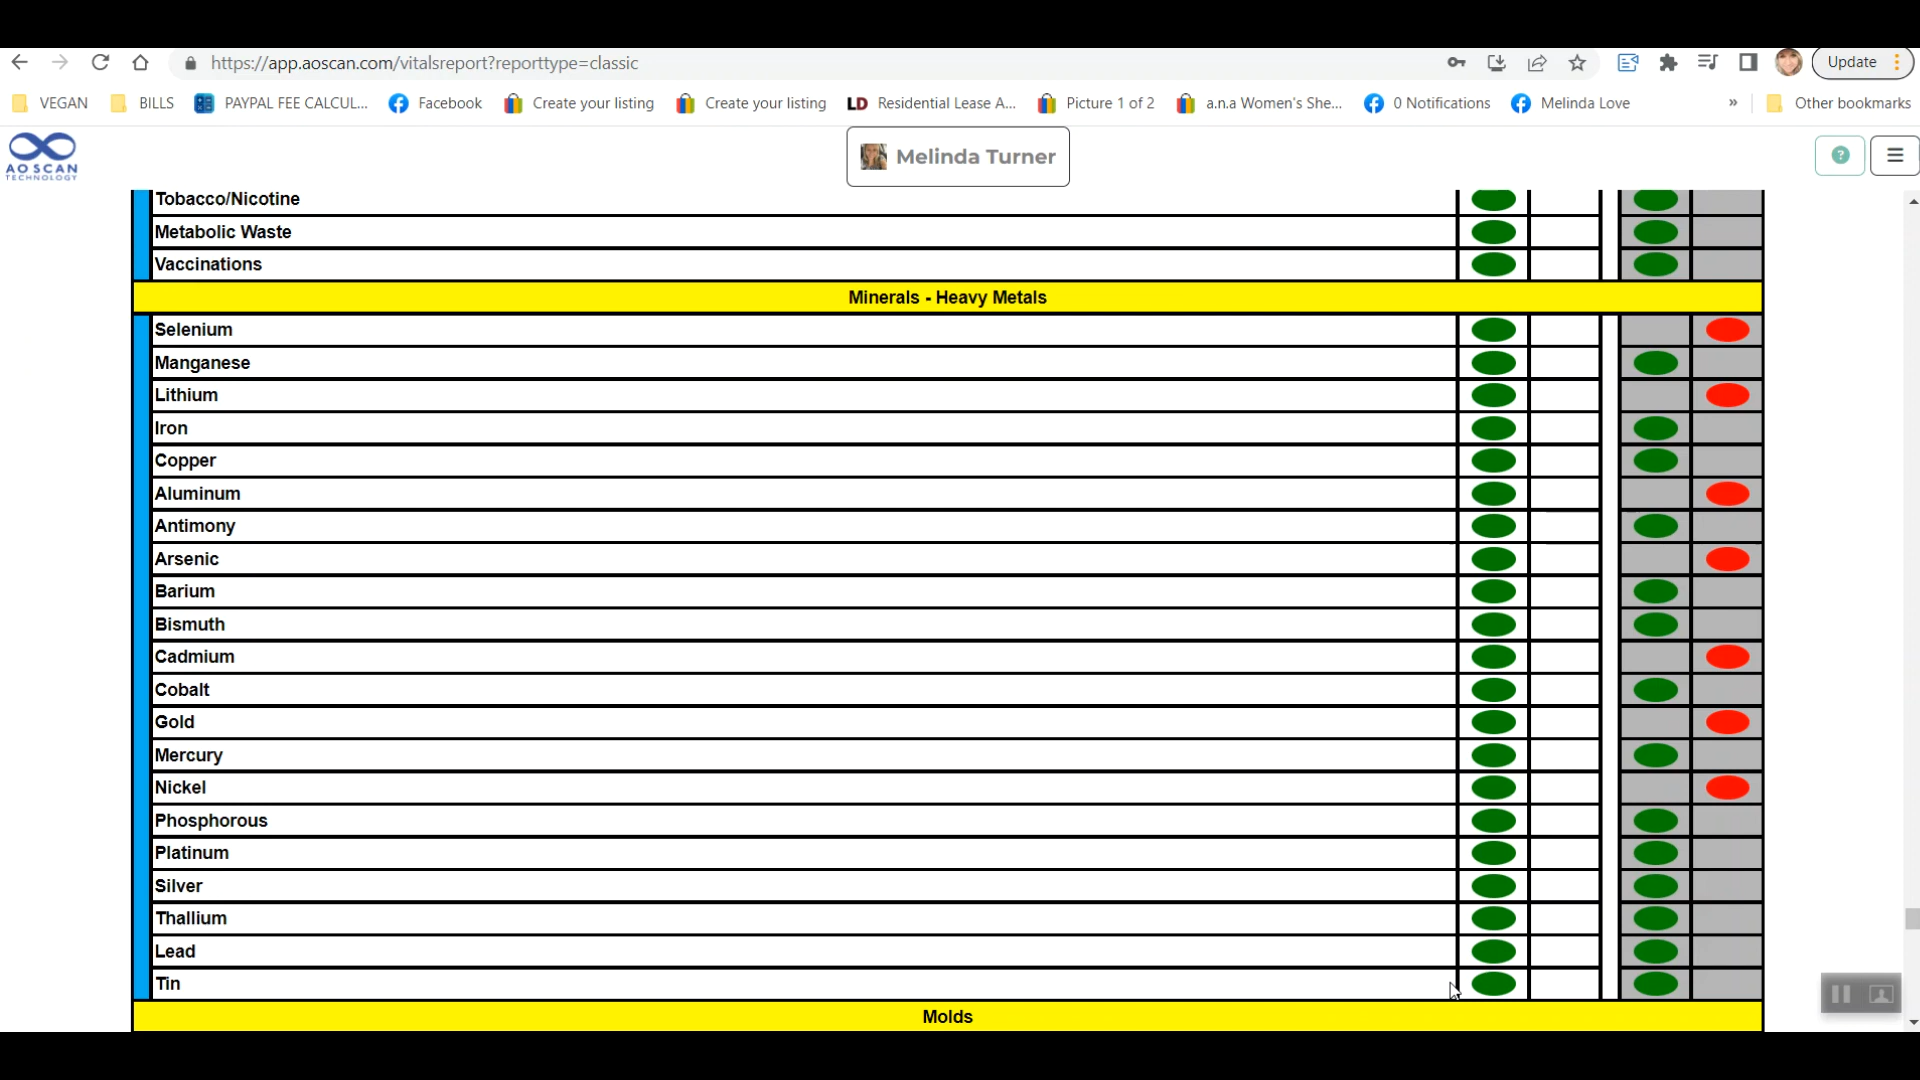 https://app.aoscan.com/vitalsreport?reporttype=classic
Update
VEGAN
BILLS
PAYPAL FEE CALCUL...
Facebook
Create your listing
Create your listing
LD Residential Lease A...
Picture 1 of 2
a.n.a Women's She...
0 Notifications
Melinda Love
»
Other bookmarks
AO SCAN
TECHNOLOGY
Melinda Turner
?
Tobacco/Nicotine
Metabolic Waste
Vaccinations
Minerals - Heavy Metals
Selenium
Manganese
Lithium
Iron
Copper
Aluminum
Antimony
Arsenic
Barium
Bismuth
Cadmium
Cobalt
Gold
Mercury
Nickel
Phosphorous
Platinum
Silver
Thallium
Lead
Tin
Molds